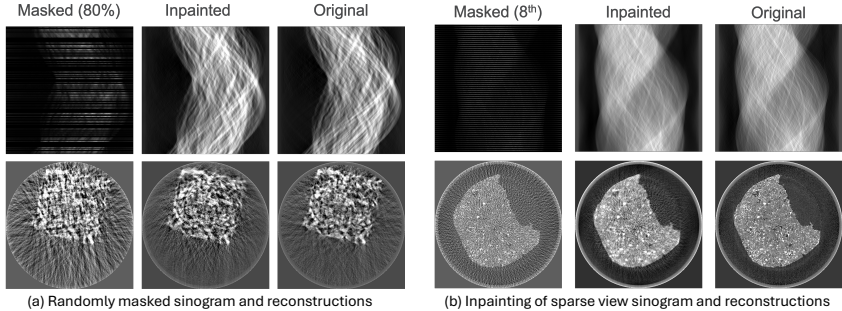 Masked (80%) Inpainted Original
Masked (8th) Inpainted Original
(a) Randomly masked sinogram and reconstructions
(b) Inpainting of sparse view sinogram and reconstructions